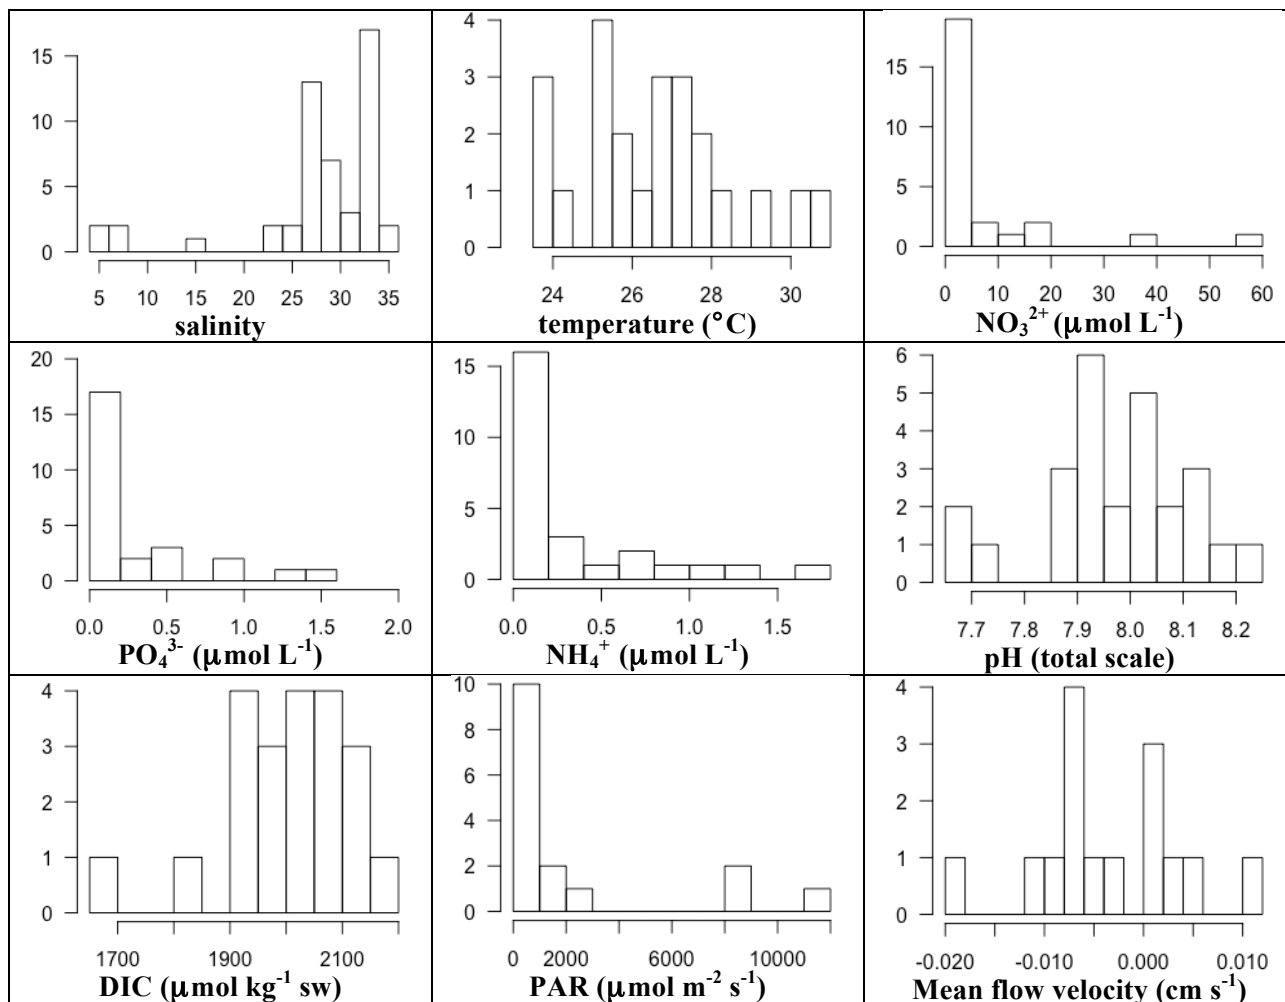 15
10
5
0
5 10 15 20 25 30 35
salinity
4
3
2
1
0
24 26 28 30
temperature (°C)
15
10
5
0
0 10 20 30 40 50 60
NO₃²⁺ (μmol L⁻¹)
20
15
10
5
0
0.0 0.5 1.0 1.5 2.0
PO₄³⁻ (μmol L⁻¹)
15
10
5
0
0.0 0.5 1.0 1.5
NH₄⁺ (μmol L⁻¹)
6
5
4
3
2
1
0
7.7 7.8 7.9 8.0 8.1 8.2
pH (total scale)
4
3
2
1
0
1700 1900 2100
DIC (μmol kg⁻¹ sw)
10
8
6
4
2
0
0 2000 6000 10000
PAR (μmol m⁻² s⁻¹)
4
3
2
1
0
-0.020 -0.010 0.000 0.010
Mean flow velocity (cm s⁻¹)